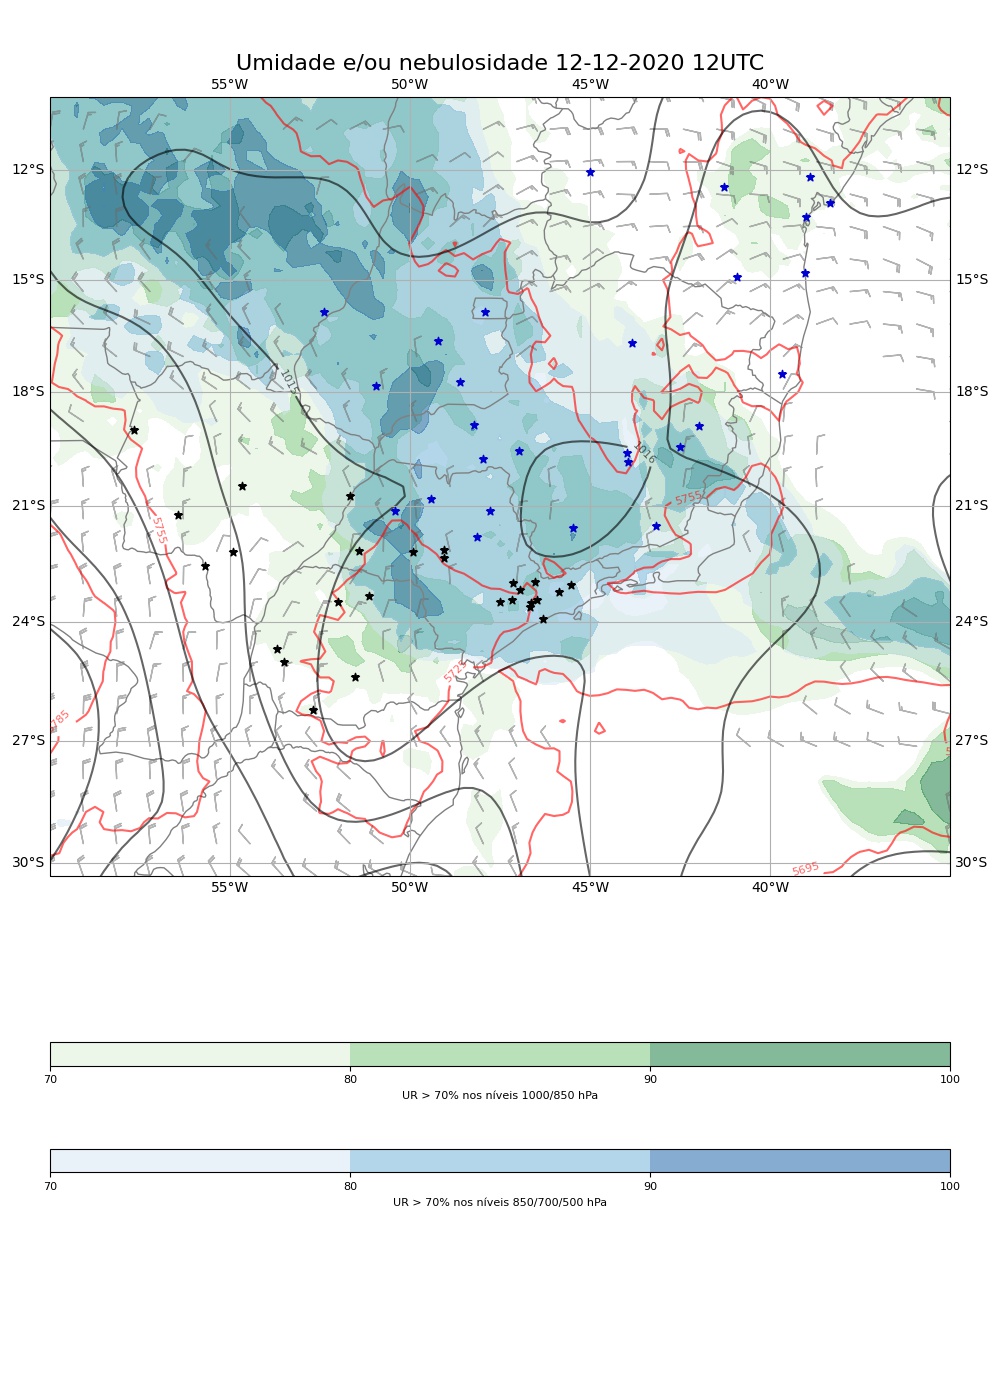 Umidade e/ou nebulosidade 12-12-2020 12UTC
55°W 50°W 45°W 40°W
12°S 12°S
15°S 15°S
1015
18°S 18°S
1016
5755
21°S 21°S
5755
24°S 24°S
5725
27°S 27°S
30°S 5695 30°S
55°W 50°W 45°W 40°W
70 80 90 100
UR > 70% nos níveis 1000/850 hPa
70 80 90 100
UR > 70% nos níveis 850/700/500 hPa